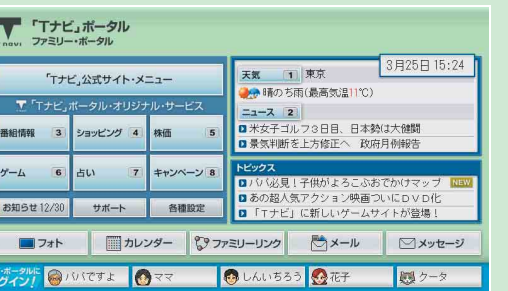 T navi
「Tナビ」ポータル
ファミリー・ポータル
3月25日 15:24
「Tナビ」公式サイト・メニュー
「Tナビ」ポータル・オリジナル・サービス
番組情報 3 ショッピング 4 株価 5
ゲーム 6 占い 7 キャンペーン 8
お知らせ 12/30 サポート 各種設定
天気 1 東京
晴のち雨(最高気温11℃)
ニュース 2
米女子ゴルフ3日目、日本勢は大健闘
景気判断を上方修正へ 政府月例報告
トピックス
パパ必見!子供がよろこぶおでかけマップ NEW
あの超人気アクション映画ついにDVD化
「Tナビ」に新しいゲームサイトが登場!
フォト カレンダー ファミリーリンク メール メッセージ
ポータルに
グイン! パパですよ ママ しんいちろう 花子 クータ